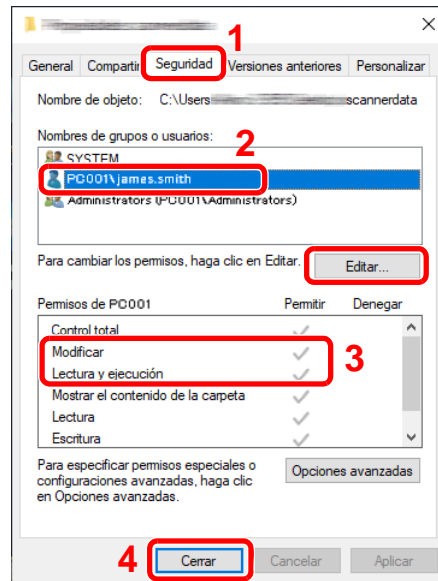 1
General Compartir Seguridad Versiones anteriores Personalizar
Nombre de objeto: C:\Users scannerdata
Nombres de grupos o usuarios:
2
SYSTEM
PC001\james.smith
Administrators (PC001\Administrators)
Para cambiar los permisos, haga clic en Editar.
Editar...
Permisos de PC001 Permitir Denegar
Control total
Modificar
3
Lectura y ejecución
Mostrar el contenido de la carpeta
Lectura
Escritura
Para especificar permisos especiales o
configuraciones avanzadas, haga clic
en Opciones avanzadas.
Opciones avanzadas
4
Cerrar Cancelar Aplicar